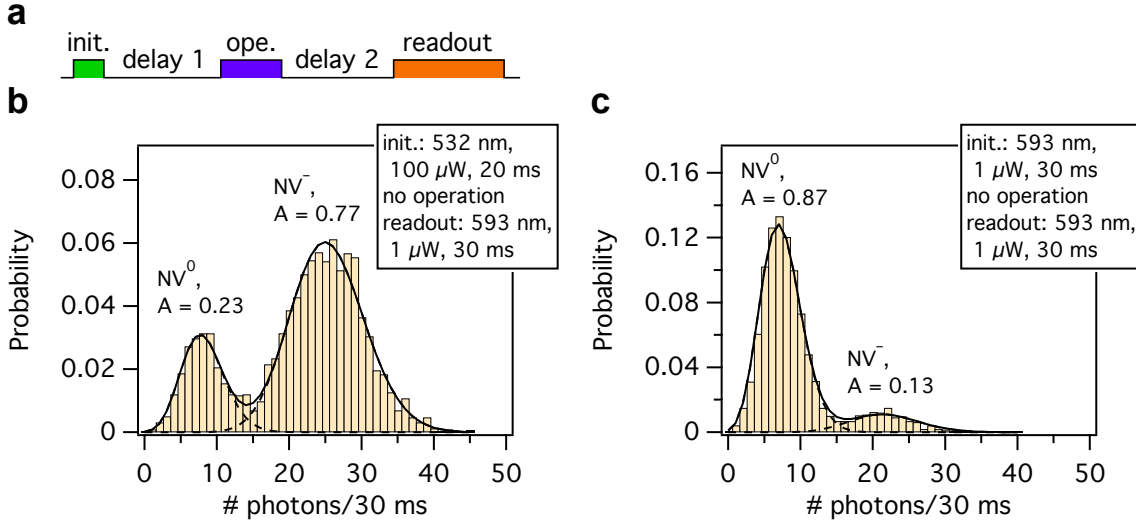 a
init. delay 1 ope. delay 2 readout
b
init.: 532 nm,
100 µW, 20 ms
no operation
readout: 593 nm,
1 µW, 30 ms
NV⁻,
A = 0.77
NV⁰,
A = 0.23
Probability
0.08
0.06
0.04
0.02
0
0 10 20 30 40 50
# photons/30 ms
c
init.: 593 nm,
1 µW, 30 ms
no operation
readout: 593 nm,
1 µW, 30 ms
NV⁰,
A = 0.87
NV⁻,
A = 0.13
Probability
0.16
0.12
0.08
0.04
0
0 10 20 30 40 50
# photons/30 ms